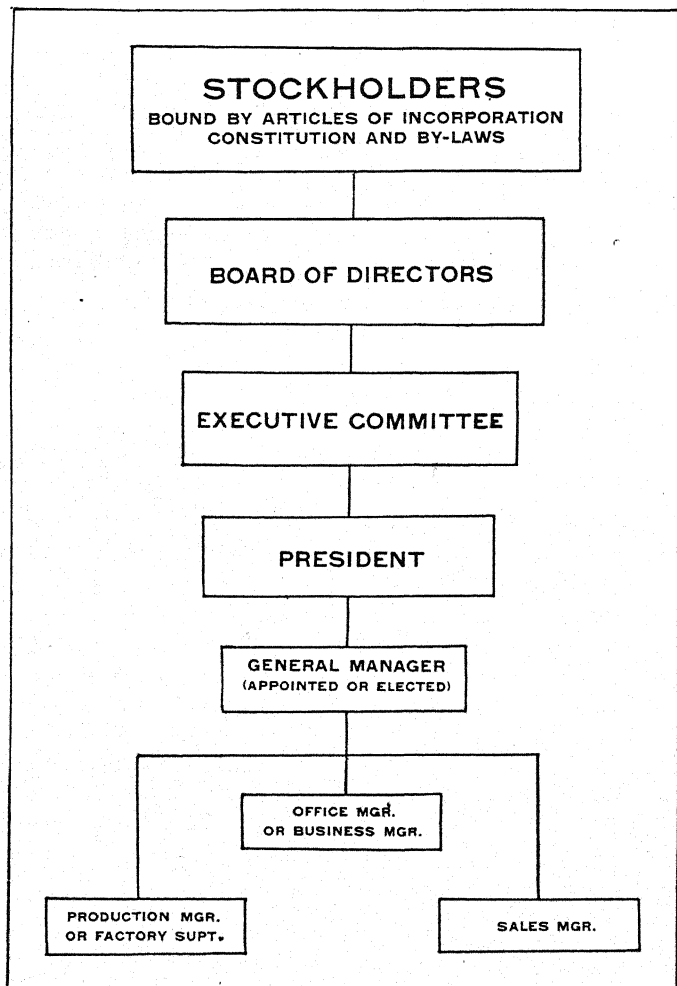 STOCKHOLDERS
BOUND BY ARTICLES OF INCORPORATION
CONSTITUTION AND BY-LAWS
BOARD OF DIRECTORS
EXECUTIVE COMMITTEE
PRESIDENT
GENERAL MANAGER
(APPOINTED OR ELECTED)
OFFICE MGR.
OR BUSINESS MGR.
PRODUCTION MGR.
OR FACTORY SUPT.
SALES MGR.